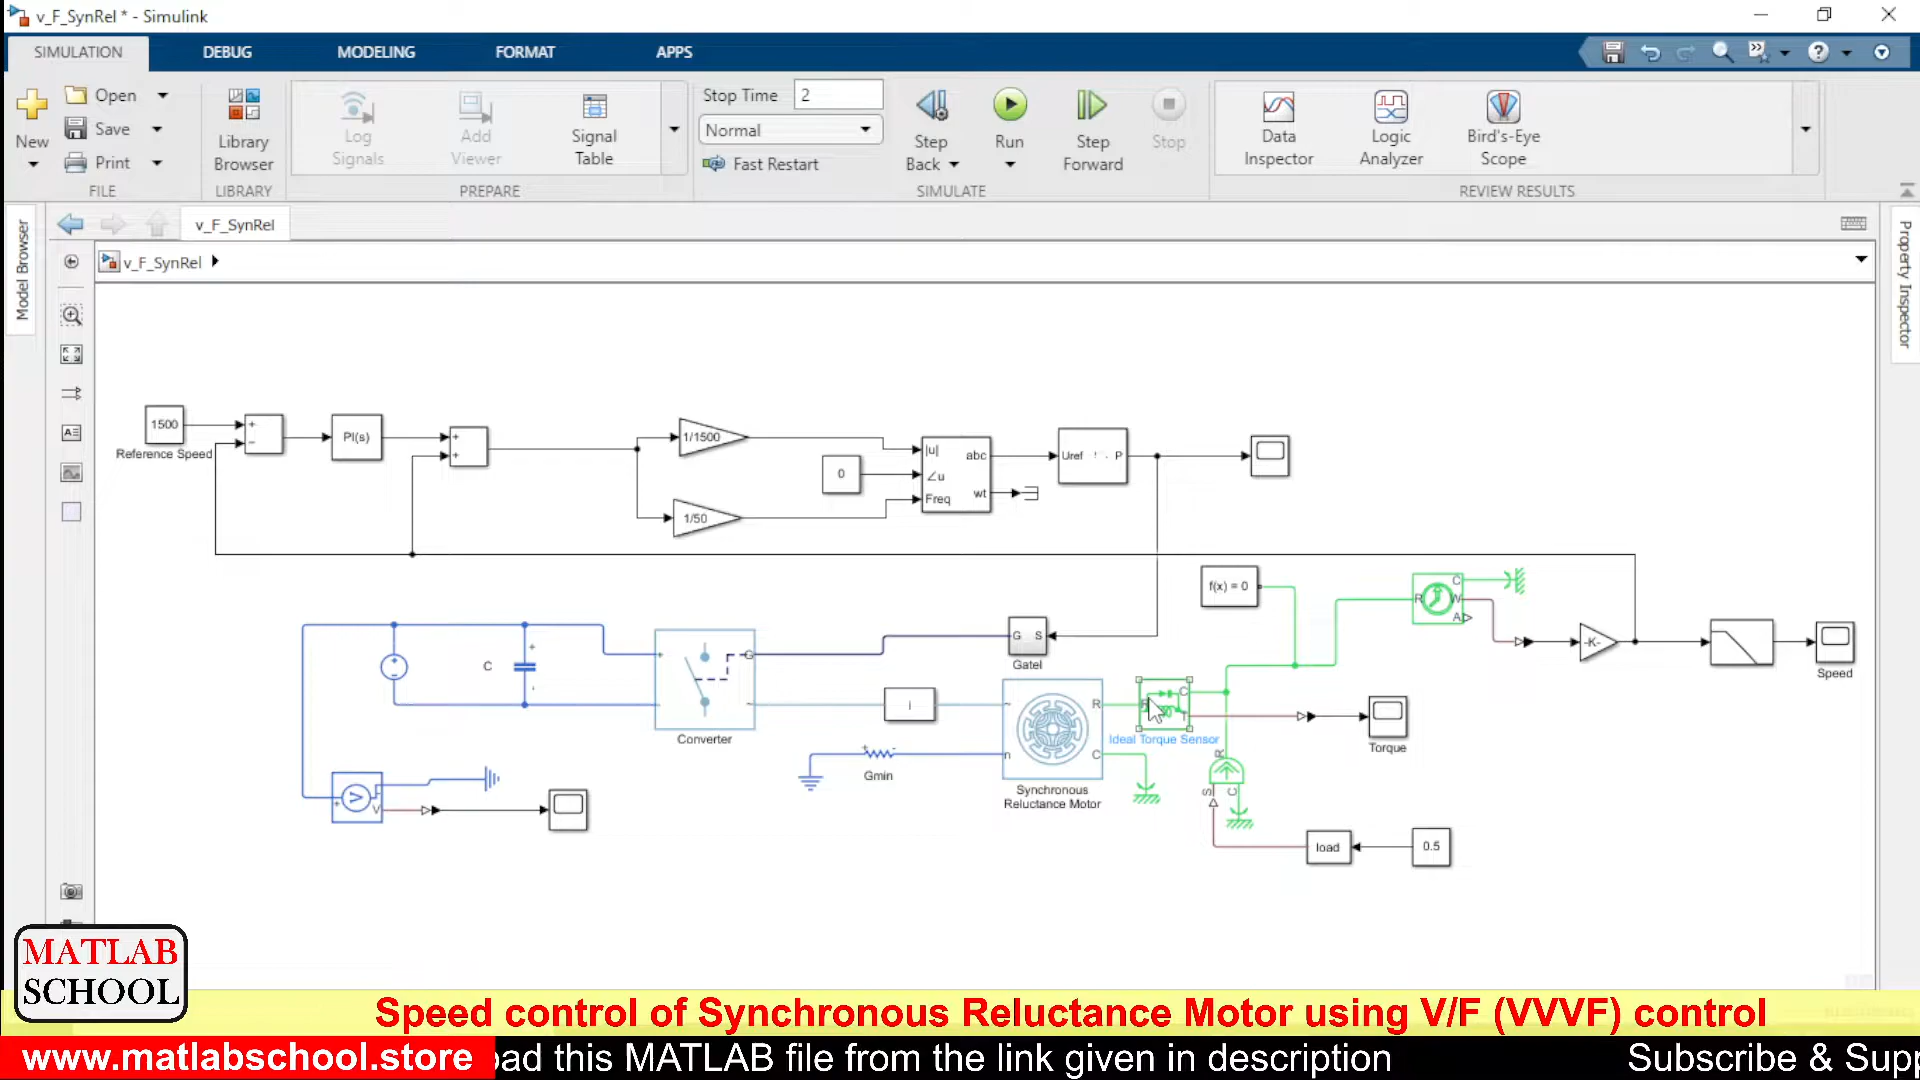 v_F_SynRel * - Simulink
SIMULATION
DEBUG
MODELING
FORMAT
APPS
New
Open
Save
Print
FILE
Library
Browser
LIBRARY
Log
Signals
Add
Viewer
Signal
Table
PREPARE
Stop Time
2
Normal
Fast Restart
Step
Back
Run
Step
Forward
Stop
SIMULATE
Data
Inspector
Logic
Analyzer
Bird's-Eye
Scope
REVIEW RESULTS
Model Browser
v_F_SynRel
v_F_SynRel
Property Inspector
1500
Reference Speed
+
−
PI(s)
+
+
1/1500
1/50
0
|u|
∠u
Freq
abc
wt
Uref
P
f(x) = 0
R
C
W
A
-K-
Speed
C
+
+
-
G
~
Converter
G
S
GateI
i
+
-
Gmin
~
n
R
C
Synchronous
Reluctance Motor
R
C
T
Ideal Torque Sensor
Torque
R
S
C
load
0.5
+
V
V
MATLAB
SCHOOL
Speed control of Synchronous Reluctance Motor using V/F (VVVF) control
www.matlabschool.store
oad this MATLAB file from the link given in description
Subscribe & Supp